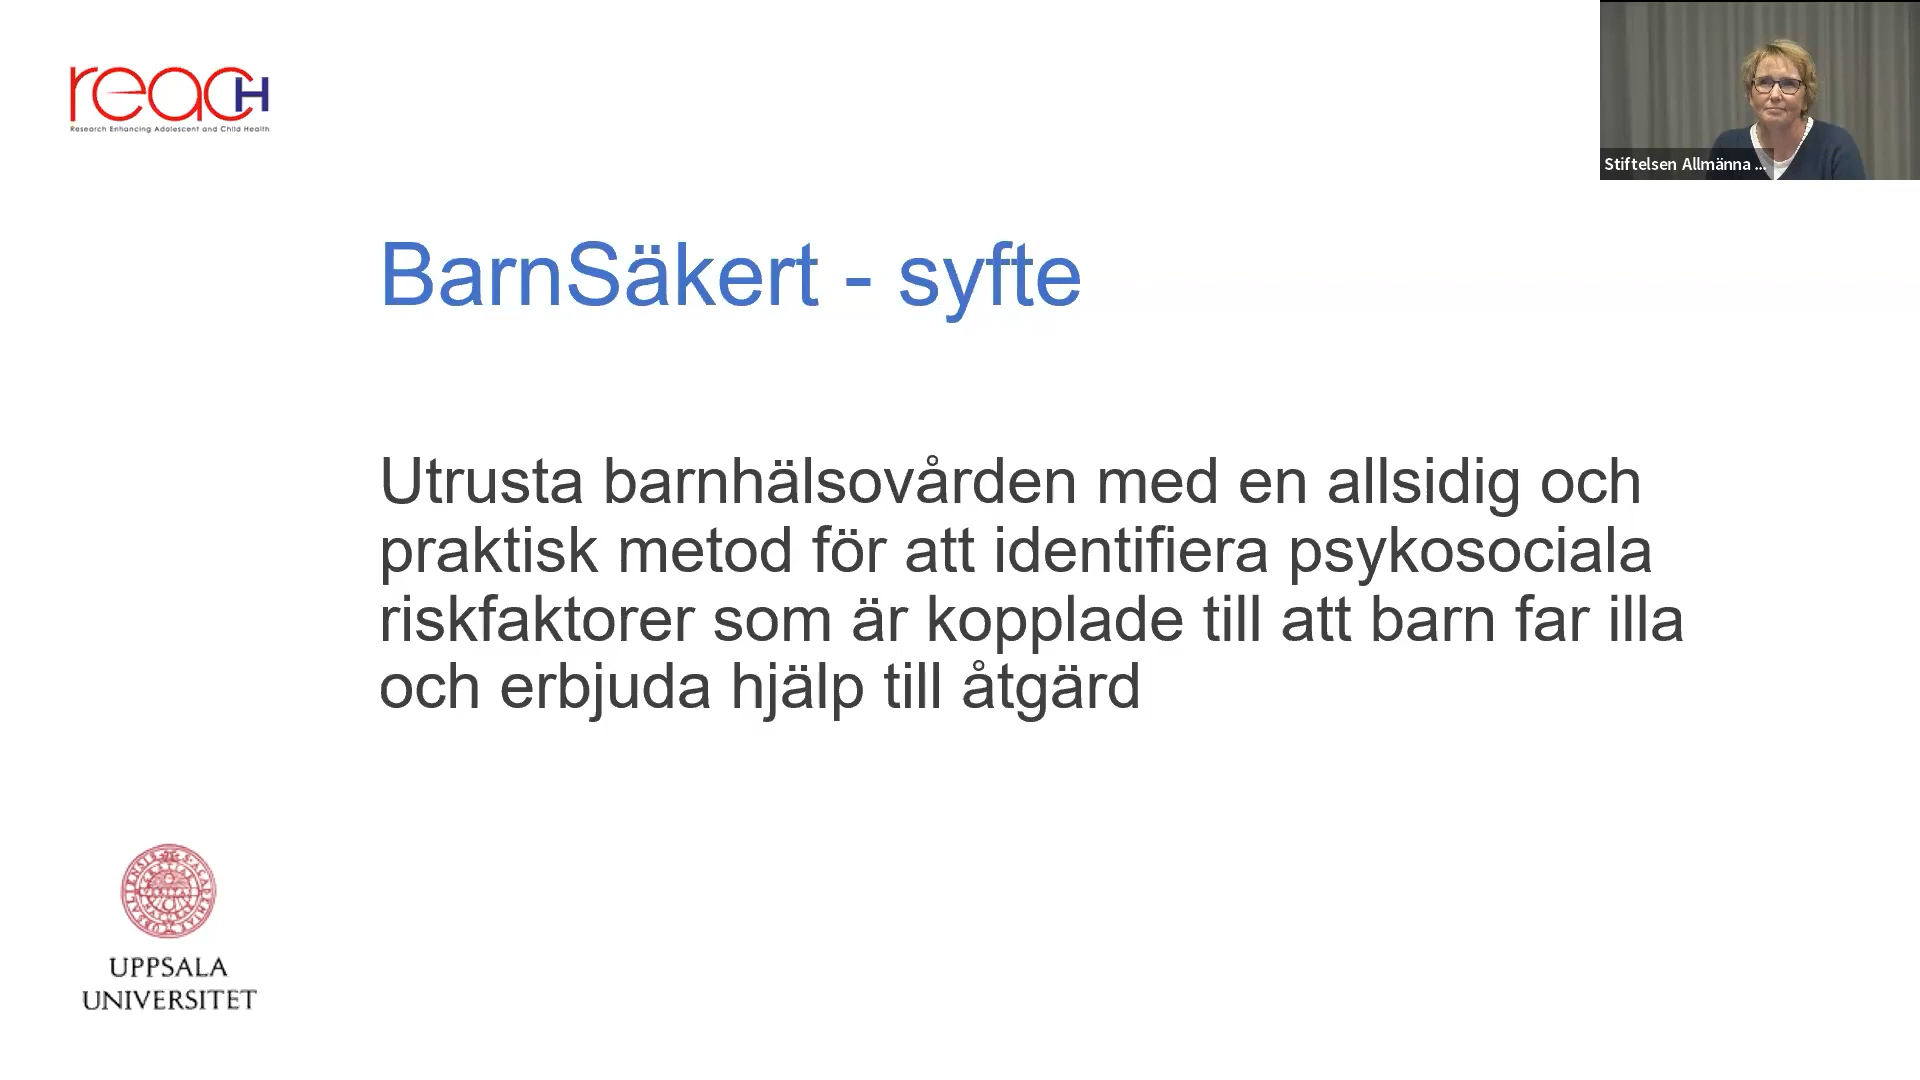 reacH
Research Enhancing Adolescent and Child Health
Stiftelsen Allmänna ...
BarnSäkert - syfte
Utrusta barnhälsovården med en allsidig och
praktisk metod för att identifiera psykosociala
riskfaktorer som är kopplade till att barn far illa
och erbjuda hjälp till åtgärd
UPPSALA
UNIVERSITET